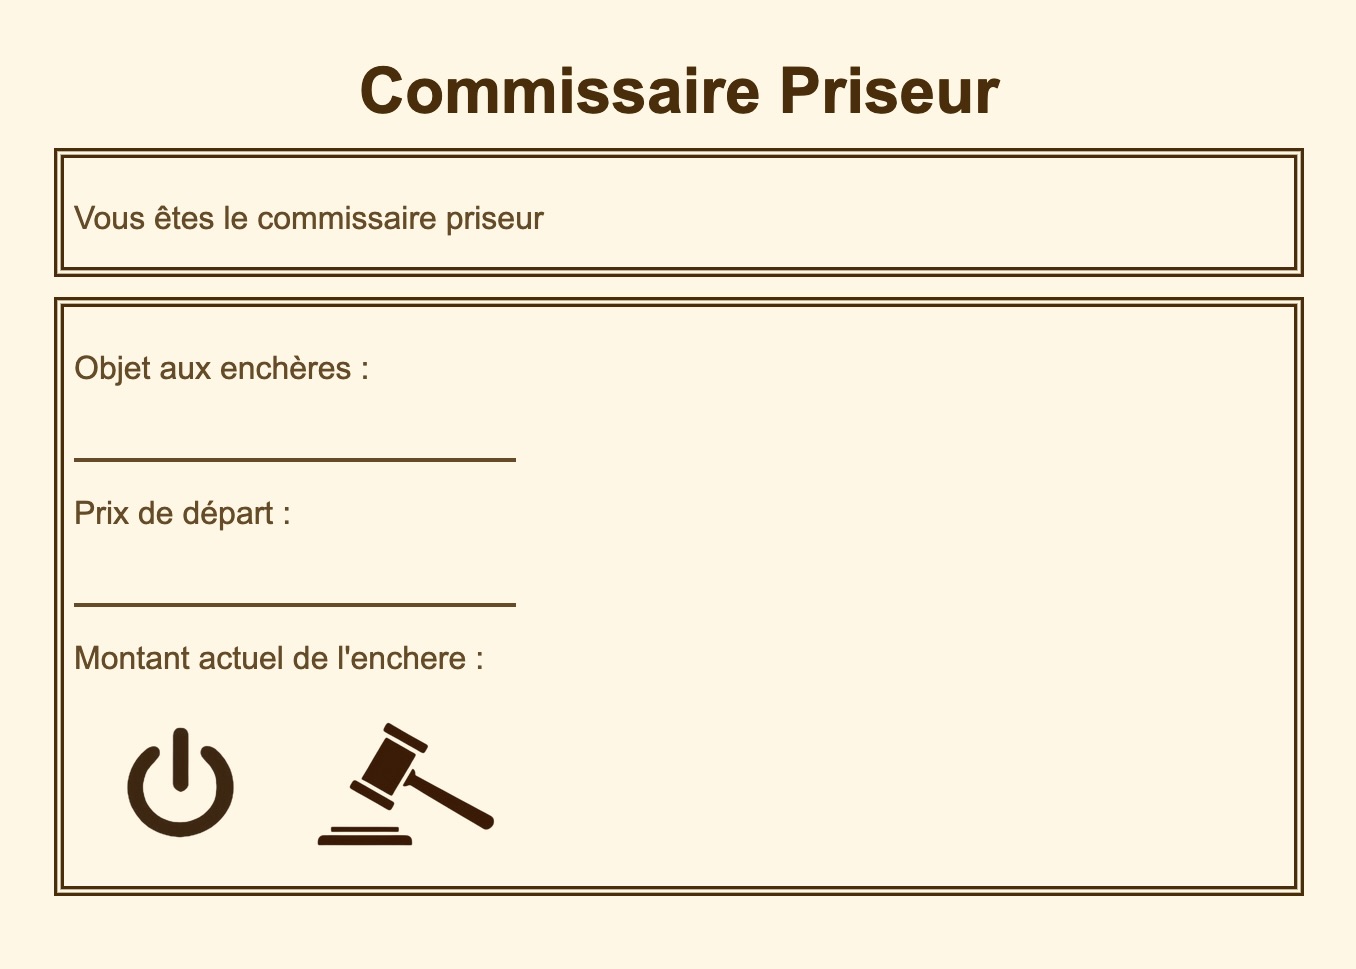 Commissaire Priseur
Vous êtes le commissaire priseur
Objet aux enchères :
Prix de départ :
Montant actuel de l'enchere :